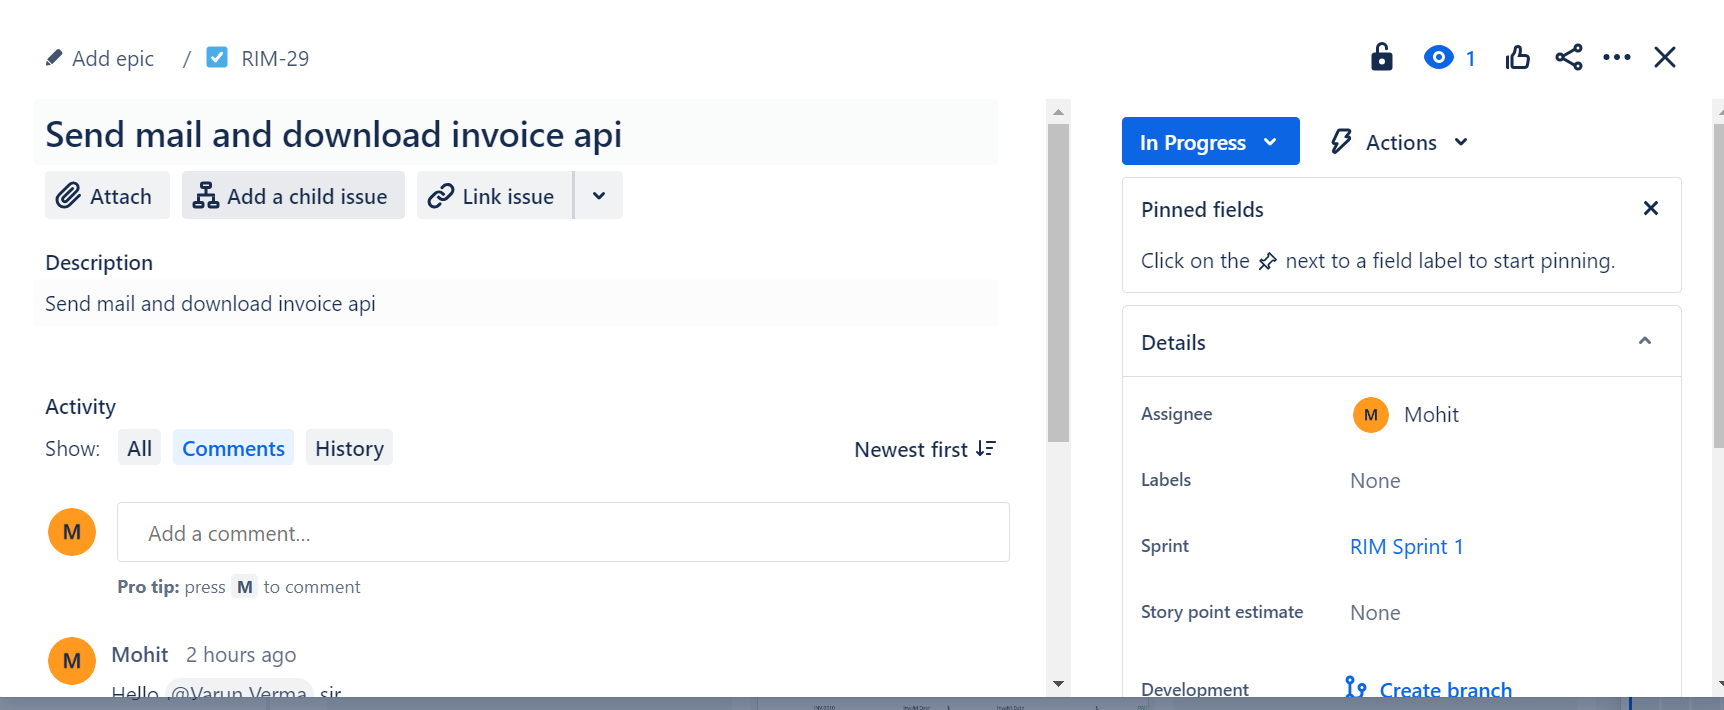 Add epic / RIM-29
1
Send mail and download invoice api
Attach
Add a child issue
Link issue
Description
Send mail and download invoice api
Activity
Show: All Comments History
Newest first
M
Add a comment...
Pro tip: press M to comment
M
Mohit 2 hours ago
Hello @Varun Verma sir
In Progress
Actions
Pinned fields
Click on the next to a field label to start pinning.
Details
Assignee M Mohit
Labels None
Sprint RIM Sprint 1
Story point estimate None
Development Create branch